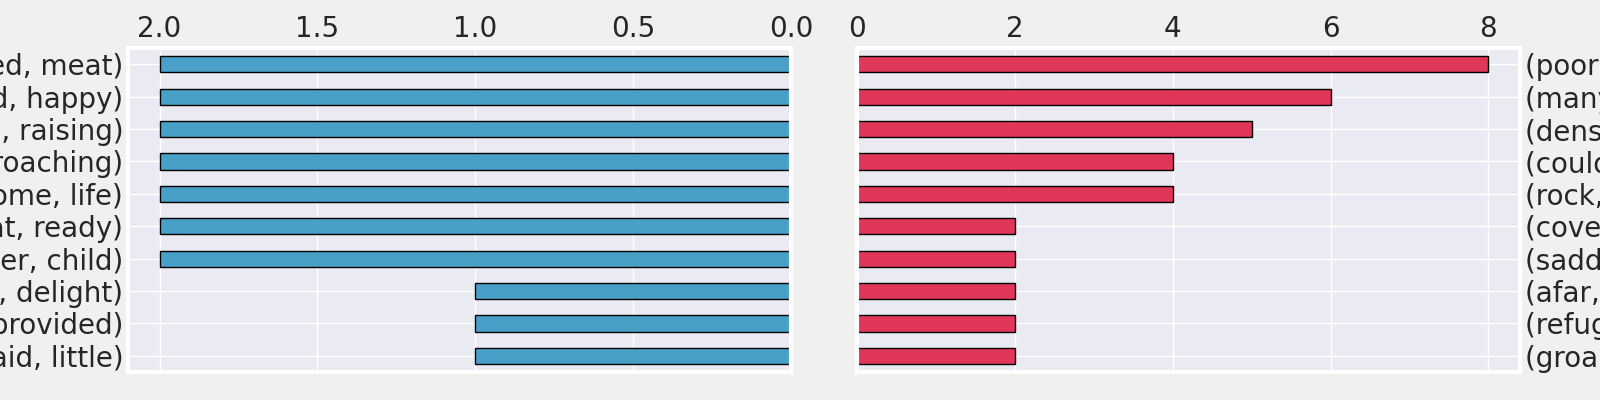 2.0 1.5 1.0 0.5 0.0 0 2 4 6 8
ed, meat) (poor
d, happy) (many
, raising) (dens
roaching) (could
ome, life) (rock,
nt, ready) (cove
er, child) (sadd
, delight) (afar,
provided) (refug
aid, little) (groa